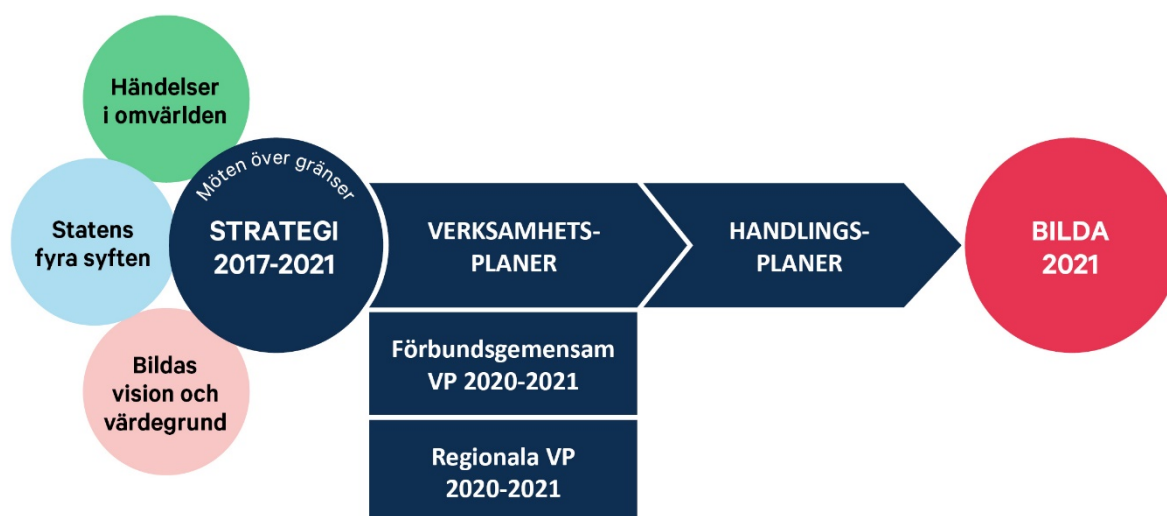 Händelser
i omvärlden
Statens
fyra syften
Bildas
vision och
värdegrund
Möten över gränser
STRATEGI
2017-2021
VERKSAMHETS-
PLANER
Förbundsgemensam
VP 2020-2021
Regionala VP
2020-2021
HANDLINGS-
PLANER
BILDA
2021